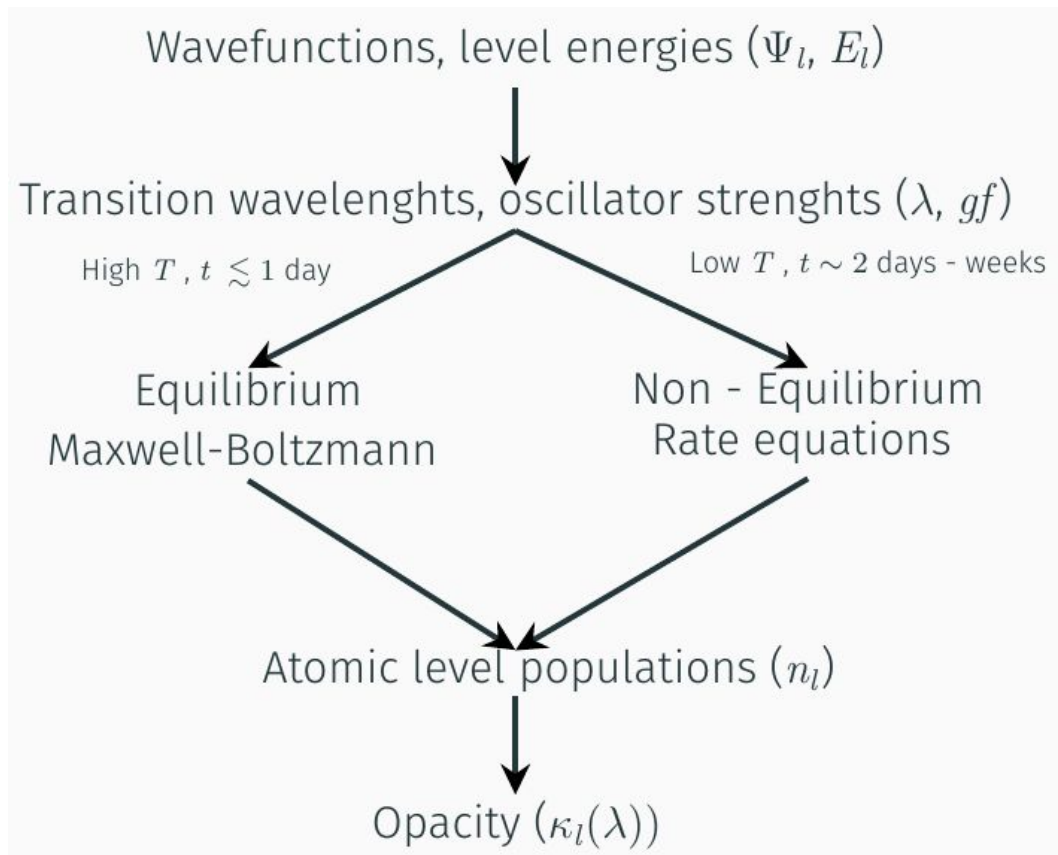 Wavefunctions, level energies (Ψ_l, E_l)
Transition wavelenghts, oscillator strenghts (λ, gf)
High T , t ≲ 1 day
Low T , t ∼ 2 days - weeks
Equilibrium
Maxwell-Boltzmann
Non - Equilibrium
Rate equations
Atomic level populations (n_l)
Opacity (κ_l(λ))